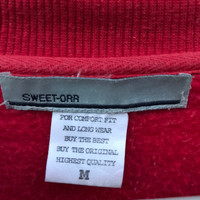 SWEET-ORR
FOR COMFORT FIT
AND LONG WEAR
BUY THE BEST
BUY THE ORIGINAL
HIGHEST QUALITY
M